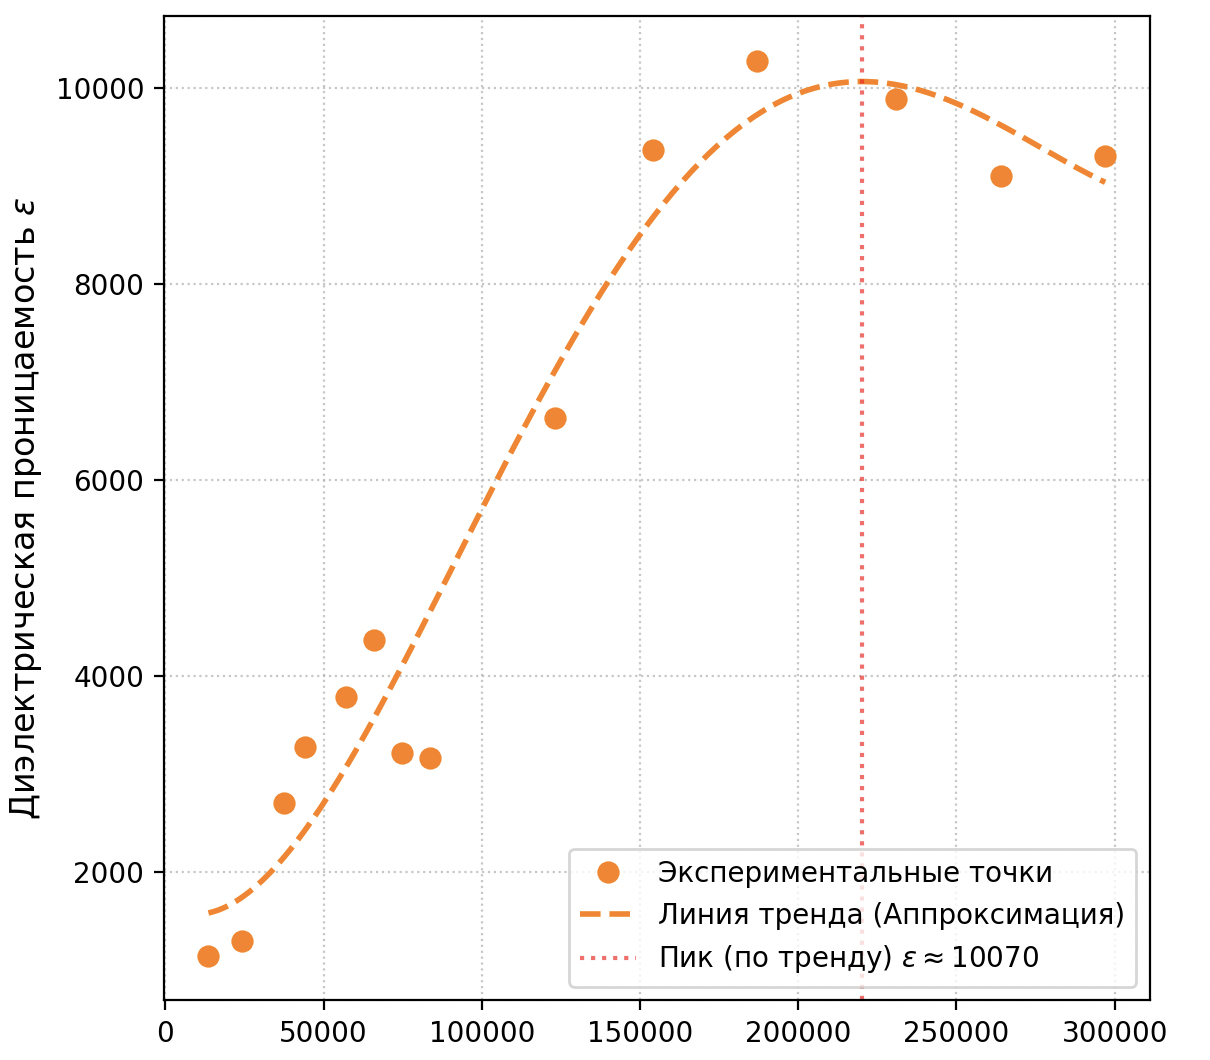 Диэлектрическая проницаемость ε
10000
8000
6000
4000
2000
Экспериментальные точки
Линия тренда (Аппроксимация)
Пик (по тренду) ε ≈ 10070
0 50000 100000 150000 200000 250000 300000